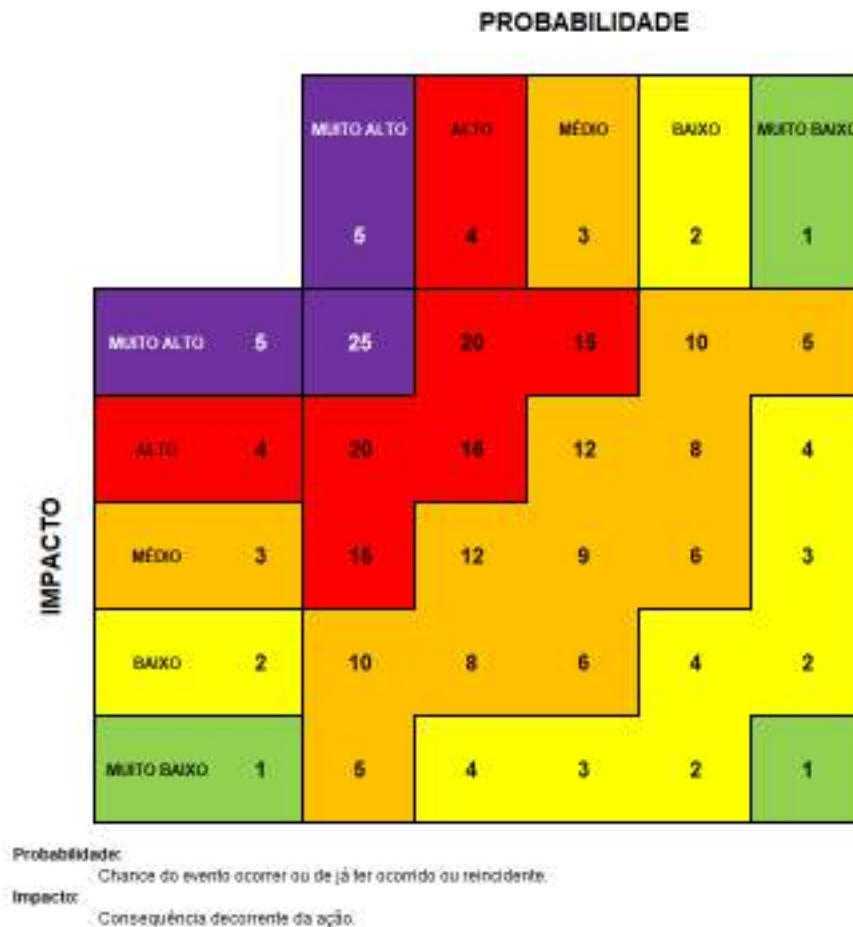 PROBABILIDADE
MUITO ALTO ALTO MÉDIO BAIXO MUITO BAIXO
5 4 3 2 1
MUITO ALTO 5 25 20 15 10 5
ALTO 4 20 16 12 8 4
IMPACTO
MÉDIO 3 15 12 9 6 3
BAIXO 2 10 8 6 4 2
MUITO BAIXO 1 5 4 3 2 1
Probabilidade:
Chance do evento ocorrer ou de já ter ocorrido ou reincidente.
Impacto:
Consequência decorrente da ação.